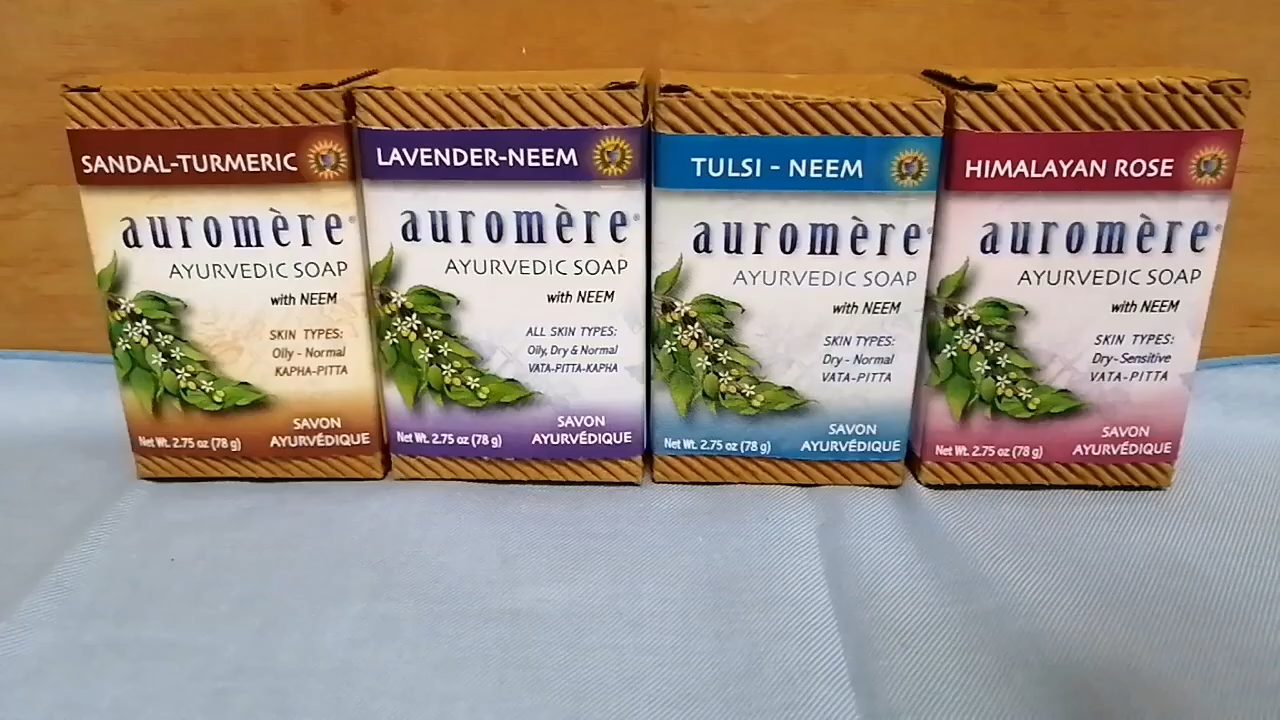 SANDAL-TURMERIC
auromère®
AYURVEDIC SOAP
with NEEM
SKIN TYPES:
Oily - Normal
KAPHA-PITTA
SAVON
AYURVÉDIQUE
Net Wt. 2.75 oz (78 g)
LAVENDER-NEEM
auromère®
AYURVEDIC SOAP
with NEEM
ALL SKIN TYPES:
Oily, Dry & Normal
VATA-PITTA-KAPHA
SAVON
AYURVÉDIQUE
Net Wt. 2.75 oz (78 g)
TULSI - NEEM
auromère®
AYURVEDIC SOAP
with NEEM
SKIN TYPES:
Dry - Normal
VATA-PITTA
SAVON
AYURVÉDIQUE
Net Wt. 2.75 oz (78 g)
HIMALAYAN ROSE
auromère®
AYURVEDIC SOAP
with NEEM
SKIN TYPES:
Dry-Sensitive
VATA-PITTA
SAVON
AYURVÉDIQUE
Net Wt. 2.75 oz (78 g)